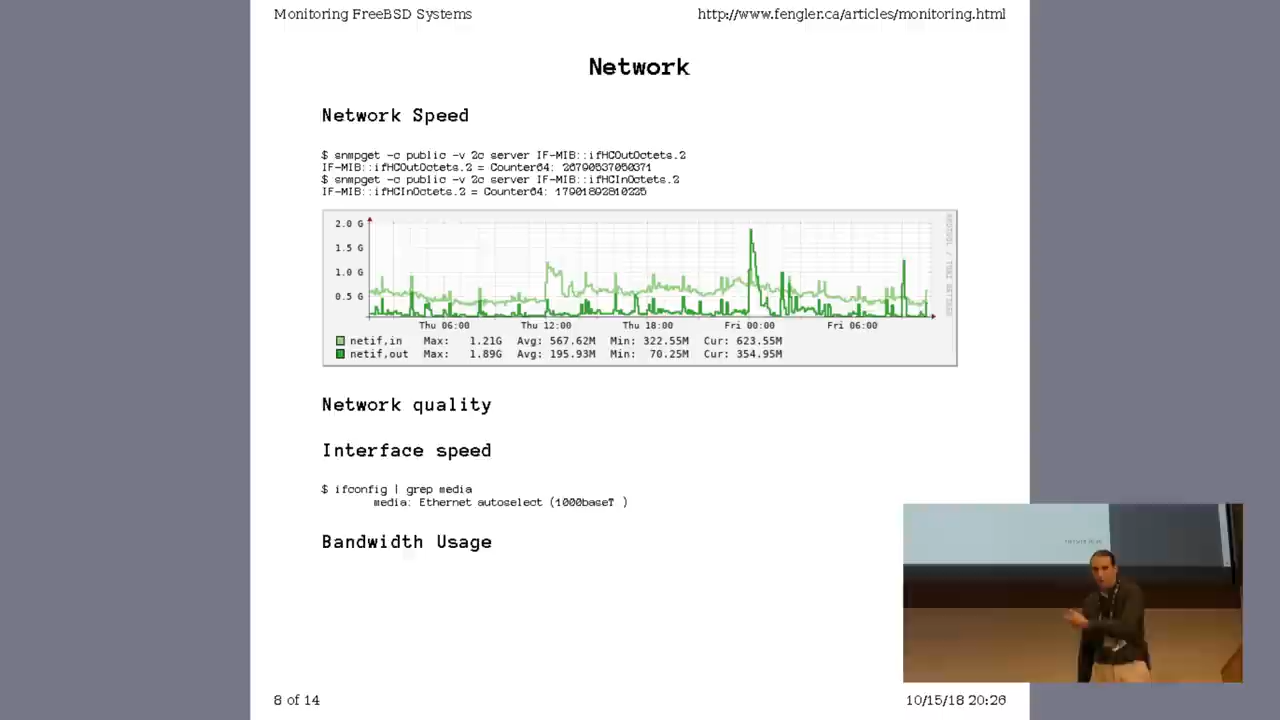 Monitoring FreeBSD Systems
http://www.fengler.ca/articles/monitoring.html
Network
Network Speed
$ snmpget -c public -v 2c server IF-MIB::ifHCOutOctets.2
IF-MIB::ifHCOutOctets.2 = Counter64: 26790537050371
$ snmpget -c public -v 2c server IF-MIB::ifHCInOctets.2
IF-MIB::ifHCInOctets.2 = Counter64: 17901892810225
2.0 G
1.5 G
1.0 G
0.5 G
Thu 06:00 Thu 12:00 Thu 18:00 Fri 00:00 Fri 06:00
netif,in Max: 1.21G Avg: 567.62M Min: 322.55M Cur: 623.55M
netif,out Max: 1.89G Avg: 195.93M Min: 70.25M Cur: 354.95M
Network quality
Interface speed
$ ifconfig | grep media
media: Ethernet autoselect (1000baseT )
Bandwidth Usage
8 of 14
10/15/18 20:26